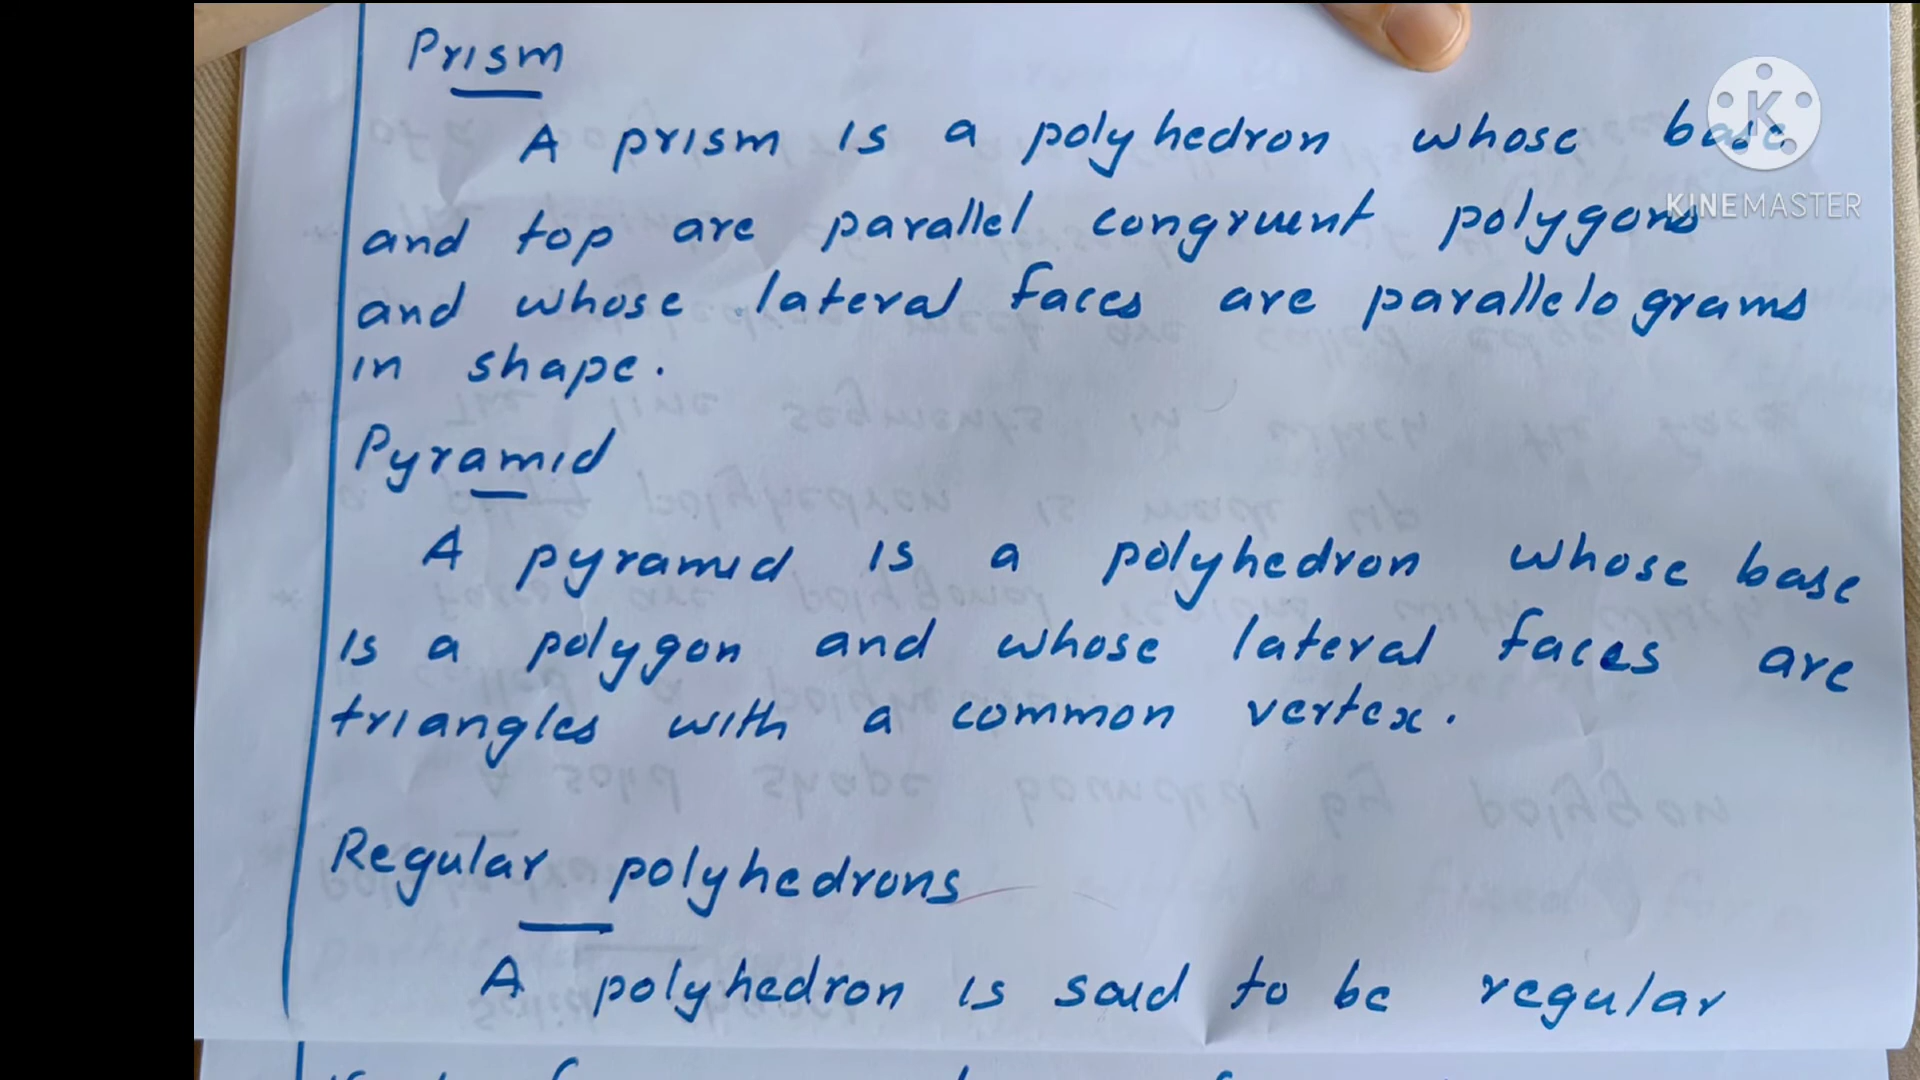 Prism
A prism is a polyhedron whose base
and top are parallel congruent polygons
and whose lateral faces are parallelograms
in shape.
Pyramid
A pyramid is a polyhedron whose base
is a polygon and whose lateral faces are
triangles with a common vertex.
Regular polyhedrons
A polyhedron is said to be regular
K
KINEMASTER